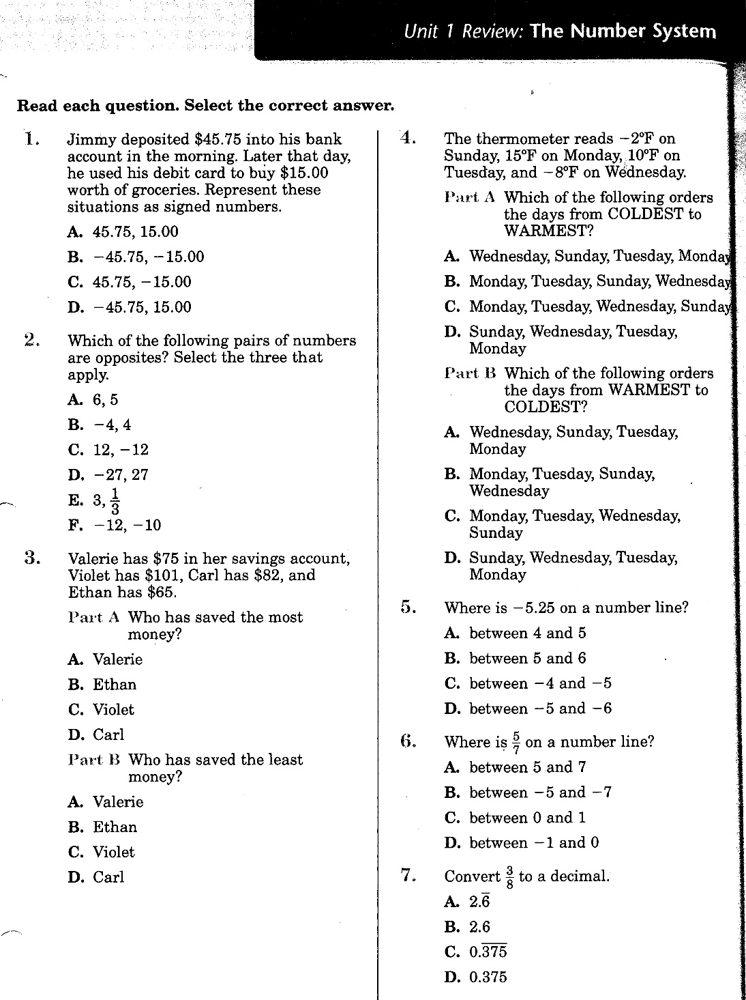 Unit 1 Review: The Number System
Read each question. Select the correct answer.
1. Jimmy deposited $45.75 into his bank
account in the morning. Later that day,
he used his debit card to buy $15.00
worth of groceries. Represent these
situations as signed numbers.
A. 45.75, 15.00
B. −45.75, −15.00
C. 45.75, −15.00
D. −45.75, 15.00
2. Which of the following pairs of numbers
are opposites? Select the three that
apply.
A. 6, 5
B. −4, 4
C. 12, −12
D. −27, 27
E. 3, 1/3
F. −12, −10
3. Valerie has $75 in her savings account,
Violet has $101, Carl has $82, and
Ethan has $65.
Part A Who has saved the most
money?
A. Valerie
B. Ethan
C. Violet
D. Carl
Part B Who has saved the least
money?
A. Valerie
B. Ethan
C. Violet
D. Carl
4. The thermometer reads −2°F on
Sunday, 15°F on Monday, 10°F on
Tuesday, and −8°F on Wednesday.
Part A Which of the following orders
the days from COLDEST to
WARMEST?
A. Wednesday, Sunday, Tuesday, Monday
B. Monday, Tuesday, Sunday, Wednesday
C. Monday, Tuesday, Wednesday, Sunday
D. Sunday, Wednesday, Tuesday,
Monday
Part B Which of the following orders
the days from WARMEST to
COLDEST?
A. Wednesday, Sunday, Tuesday,
Monday
B. Monday, Tuesday, Sunday,
Wednesday
C. Monday, Tuesday, Wednesday,
Sunday
D. Sunday, Wednesday, Tuesday,
Monday
5. Where is −5.25 on a number line?
A. between 4 and 5
B. between 5 and 6
C. between −4 and −5
D. between −5 and −6
6. Where is 5/7 on a number line?
A. between 5 and 7
B. between −5 and −7
C. between 0 and 1
D. between −1 and 0
7. Convert 3/8 to a decimal.
A. 2.6̅
B. 2.6
C. 0.3̅7̅5̅
D. 0.375